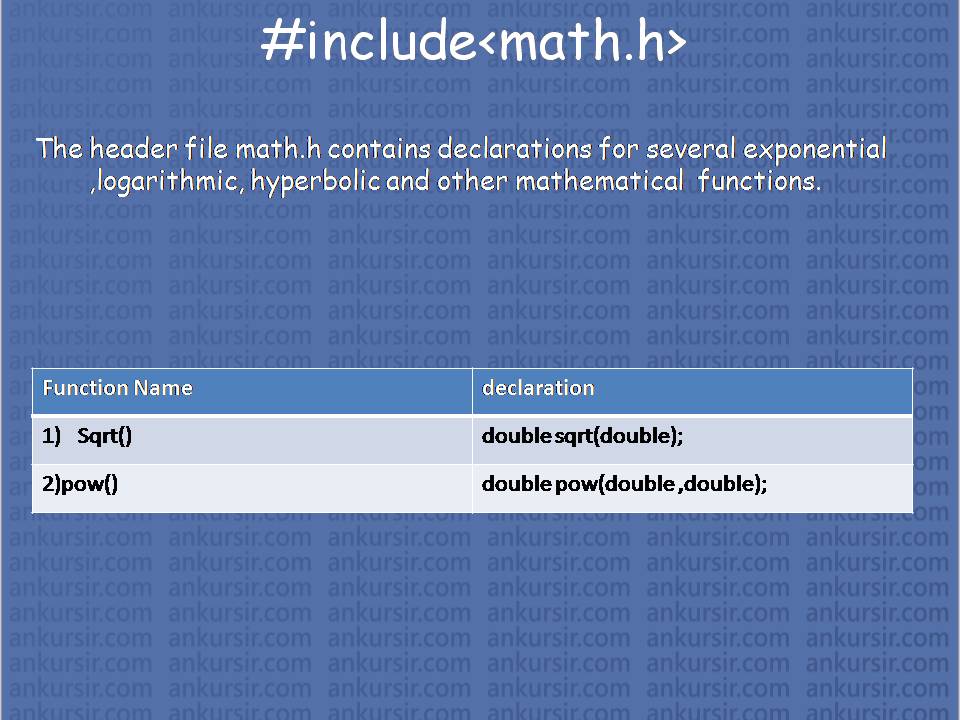 #include<math.h>
The header file math.h contains declarations for several exponential
,logarithmic, hyperbolic and other mathematical functions.
Function Name declaration
1) Sqrt() double sqrt(double);
2)pow() double pow(double ,double);
ankursir.com